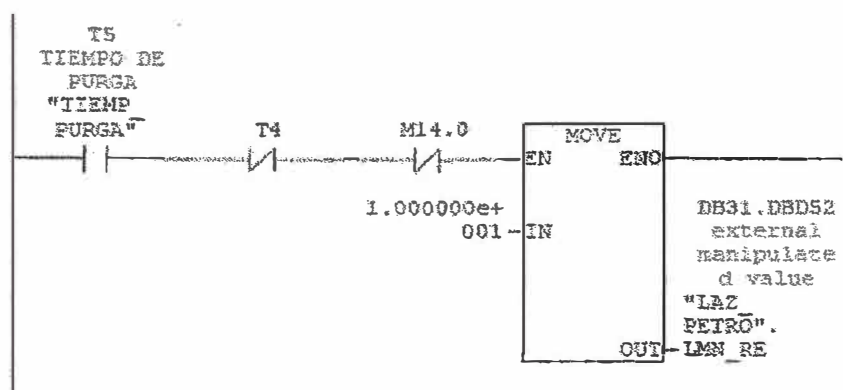 T5
TIEMPO DE
PURGA
"TIEMP_
PURGA"
T4
M14.0
MOVE
EN
ENO
1.000000e+
001
IN
DB31.DBD52
external
manipulate
d value
"LAZ_
PETRO".
LMN_RE
OUT